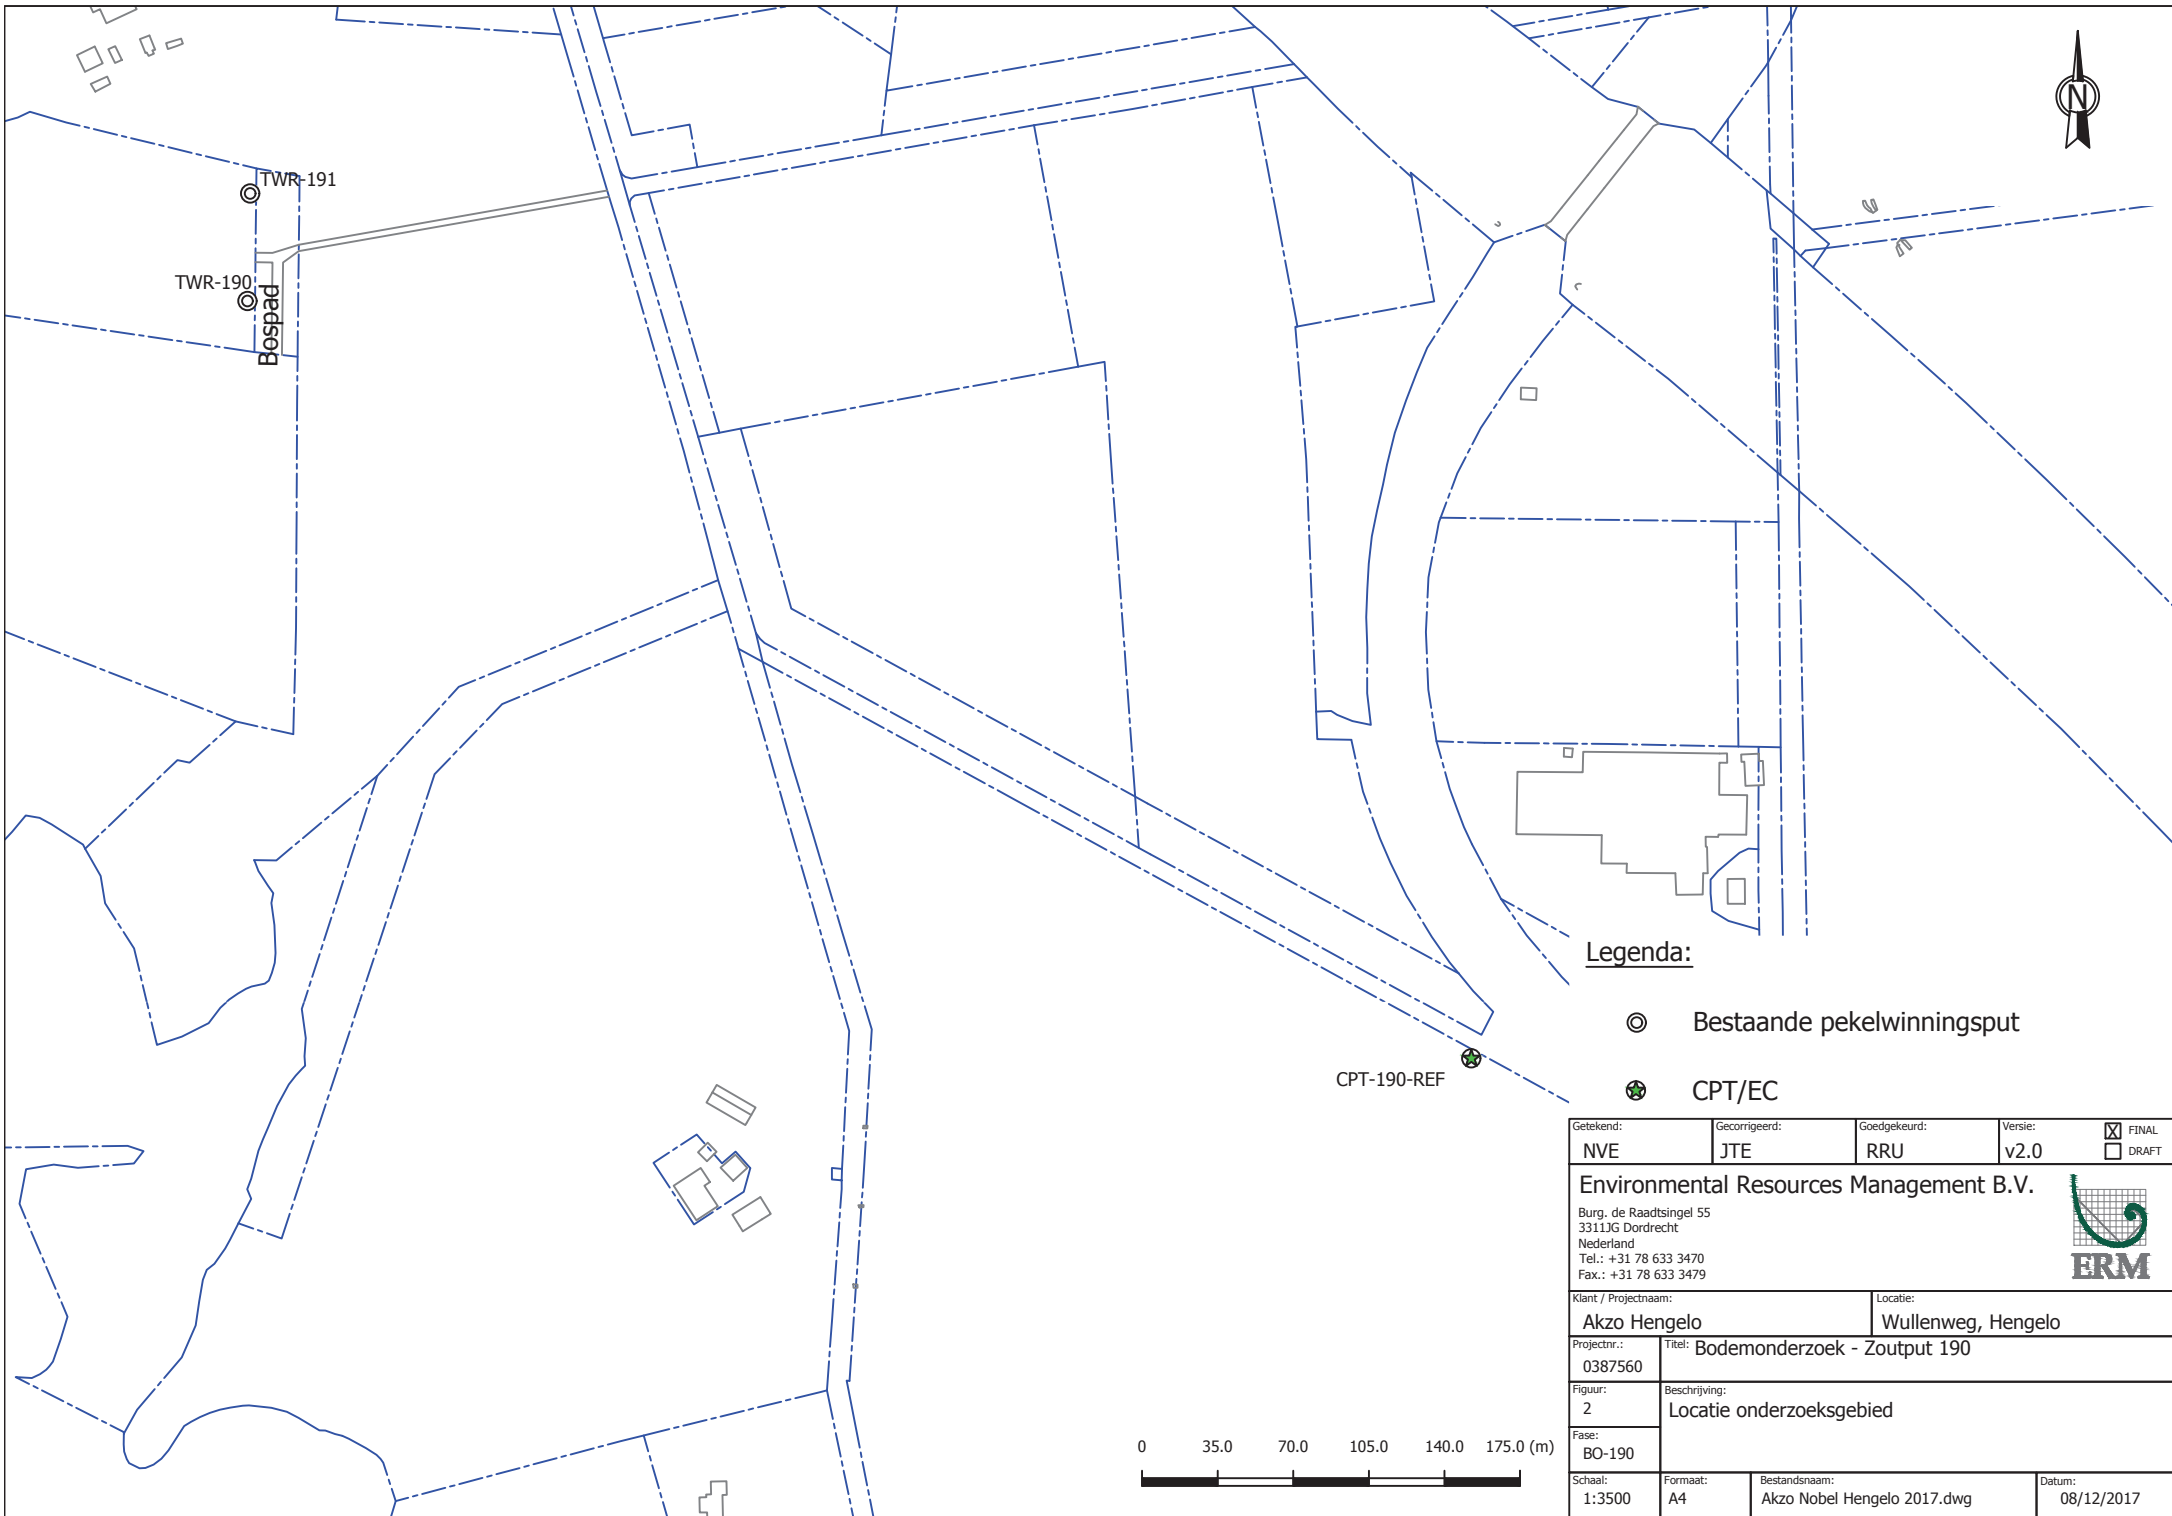 N
TWR-191
TWR-190
Bospad
CPT-190-REF
Legenda:
Bestaande pekelwinningsput
CPT/EC
0 35.0 70.0 105.0 140.0 175.0 (m)
Getekend: Gecorrigeerd: Goedgekeurd: Versie: X FINAL
NVE JTE RRU v2.0 DRAFT
Environmental Resources Management B.V.
Burg. de Raadtsingel 55
3311JG Dordrecht
Nederland
Tel.: +31 78 633 3470
Fax.: +31 78 633 3479
ERM
Klant / Projectnaam: Locatie:
Akzo Hengelo Wullenweg, Hengelo
Projectnr.: Titel: Bodemonderzoek - Zoutput 190
0387560
Figuur: Beschrijving:
2 Locatie onderzoeksgebied
Fase:
BO-190
Schaal: Formaat: Bestandsnaam: Datum:
1:3500 A4 Akzo Nobel Hengelo 2017.dwg 08/12/2017